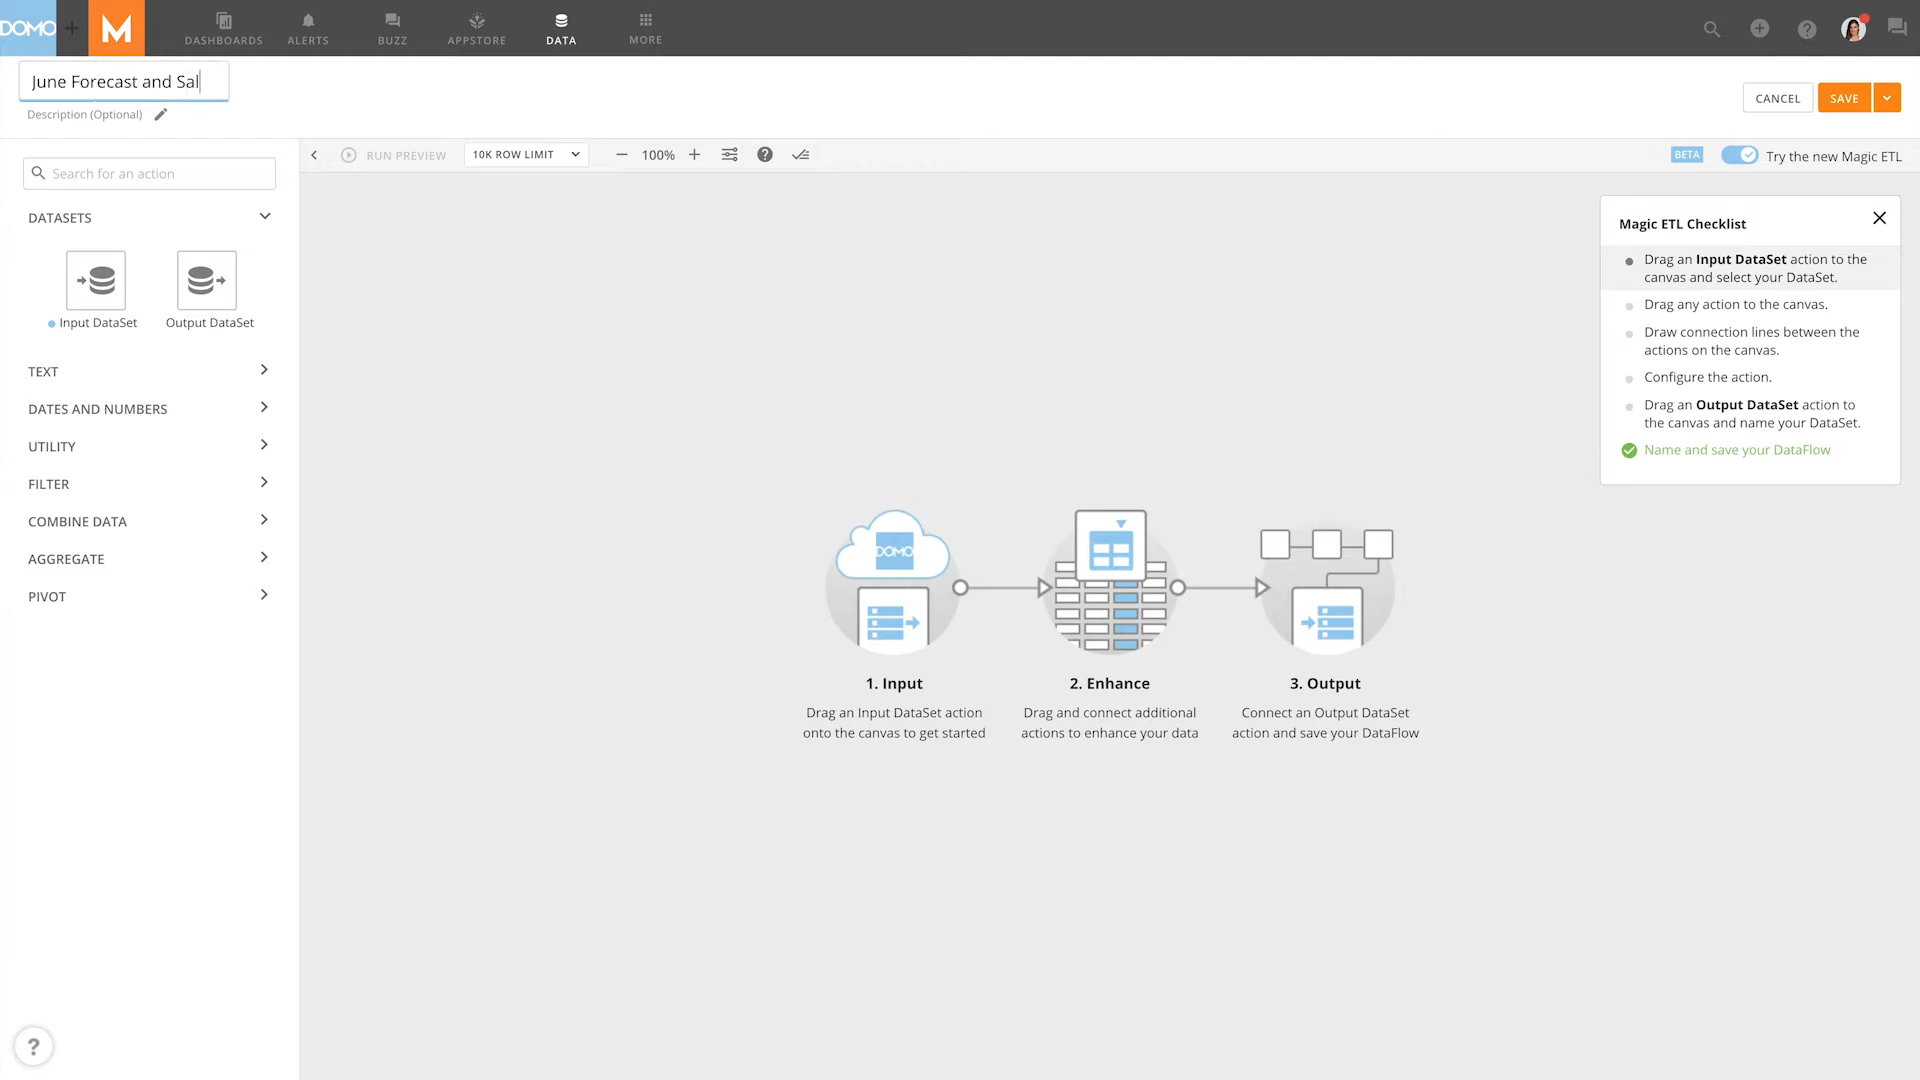 DOMO
M
DASHBOARDS
ALERTS
BUZZ
APPSTORE
DATA
MORE
June Forecast and Sal
Description (Optional)
CANCEL
SAVE
RUN PREVIEW
10K ROW LIMIT
100%
BETA
Try the new Magic ETL
Search for an action
DATASETS
Input DataSet
Output DataSet
TEXT
DATES AND NUMBERS
UTILITY
FILTER
COMBINE DATA
AGGREGATE
PIVOT
Magic ETL Checklist
Drag an Input DataSet action to the
canvas and select your DataSet.
Drag any action to the canvas.
Draw connection lines between the
actions on the canvas.
Configure the action.
Drag an Output DataSet action to
the canvas and name your DataSet.
Name and save your DataFlow
DOMO
1. Input
Drag an Input DataSet action
onto the canvas to get started
2. Enhance
Drag and connect additional
actions to enhance your data
3. Output
Connect an Output DataSet
action and save your DataFlow
?